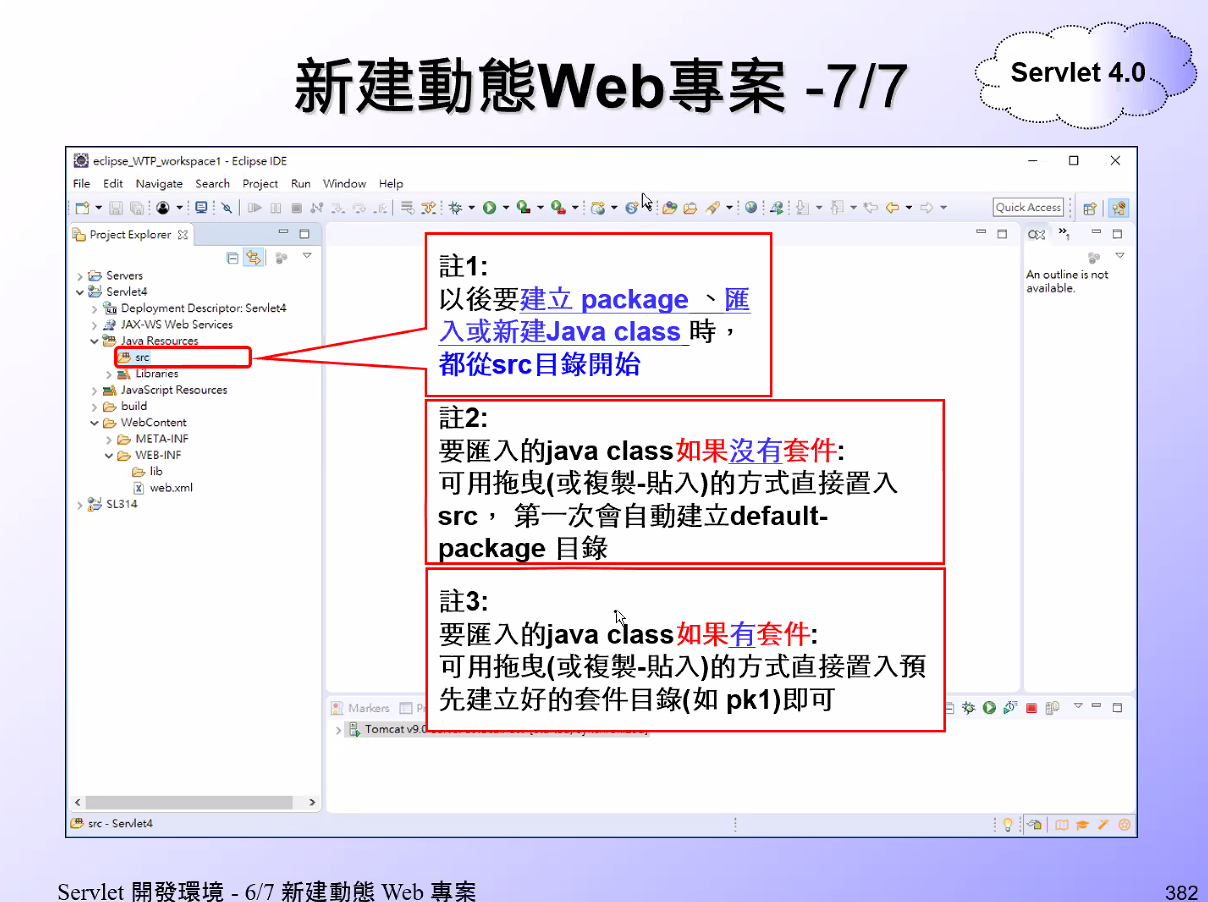 新建動態Web專案 -7/7
Servlet 4.0
eclipse_WTP_workspace1 - Eclipse IDE
File Edit Navigate Search Project Run Window Help
Quick Access
Project Explorer
Servers
Servlet4
Deployment Descriptor: Servlet4
JAX-WS Web Services
Java Resources
src
Libraries
JavaScript Resources
build
WebContent
META-INF
WEB-INF
lib
web.xml
SL314
註1:
以後要建立 package 、匯
入或新建Java class 時，
都從src目錄開始
註2:
要匯入的java class如果沒有套件:
可用拖曳(或複製-貼入)的方式直接置入
src， 第一次會自動建立default-
package 目錄
註3:
要匯入的java class如果有套件:
可用拖曳(或複製-貼入)的方式直接置入預
先建立好的套件目錄(如 pk1)即可
An outline is not
available.
Markers
Tomcat v9.0
src - Servlet4
Servlet 開發環境 - 6/7 新建動態 Web 專案
382